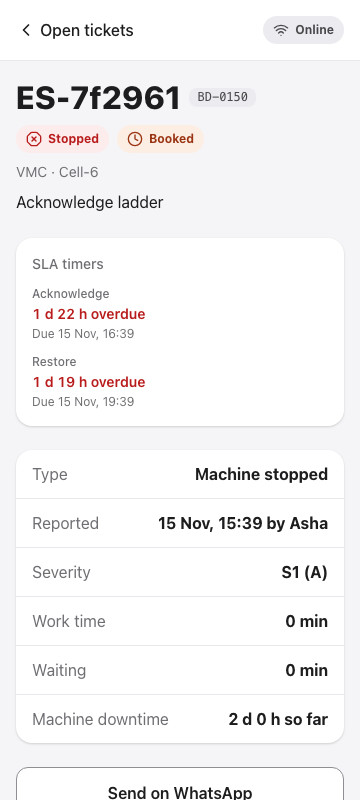 Open tickets
Online
ES-7f2961
BD-0150
Stopped
Booked
VMC · Cell-6
Acknowledge ladder
SLA timers
Acknowledge
1 d 22 h overdue
Due 15 Nov, 16:39
Restore
1 d 19 h overdue
Due 15 Nov, 19:39
Type
Machine stopped
Reported
15 Nov, 15:39 by Asha
Severity
S1 (A)
Work time
0 min
Waiting
0 min
Machine downtime
2 d 0 h so far
Send on WhatsApp